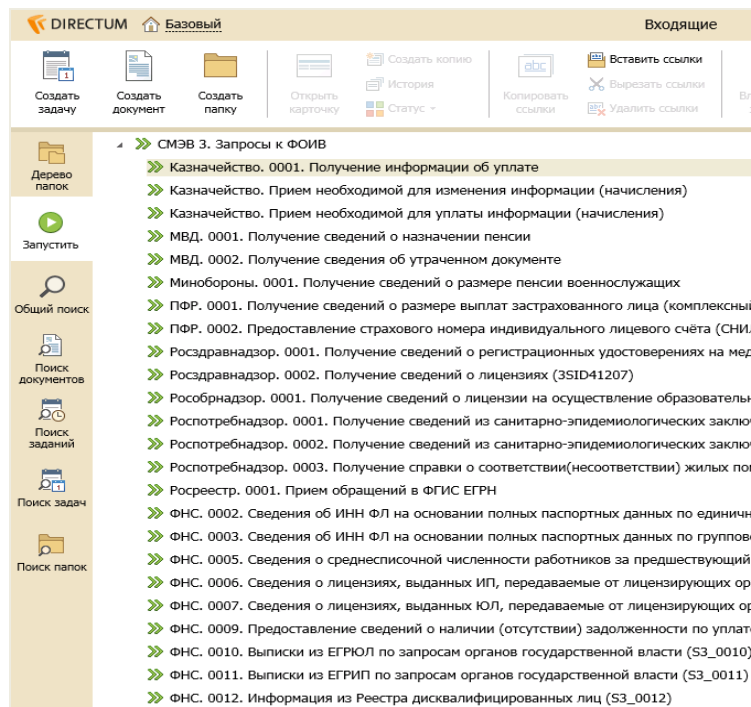 DIRECTUM Базовый Входящие
Создать задачу
Создать документ
Создать папку
Открыть карточку
Создать копию
История
Статус
abc
Копировать ссылки
Вставить ссылки
Вырезать ссылки
Удалить ссылки
Дерево папок
Запустить
Общий поиск
Поиск документов
Поиск заданий
Поиск задач
Поиск папок
СМЭВ 3. Запросы к ФОИВ
Казначейство. 0001. Получение информации об уплате
Казначейство. Прием необходимой для изменения информации (начисления)
Казначейство. Прием необходимой для уплаты информации (начисления)
МВД. 0001. Получение сведений о назначении пенсии
МВД. 0002. Получение сведения об утраченном документе
Минобороны. 0001. Получение сведений о размере пенсии военнослужащих
ПФР. 0001. Получение сведений о размере выплат застрахованного лица (комплексный
ПФР. 0002. Предоставление страхового номера индивидуального лицевого счёта (СНИ
Росздравнадзор. 0001. Получение сведений о регистрационных удостоверениях на мед
Росздравнадзор. 0002. Получение сведений о лицензиях (3SID41207)
Рособрнадзор. 0001. Получение сведений о лицензии на осуществление образователь
Роспотребнадзор. 0001. Получение сведений из санитарно-эпидемиологических заклю
Роспотребнадзор. 0002. Получение сведений из санитарно-эпидемиологических заклю
Роспотребнадзор. 0003. Получение справки о соответствии(несоответствии) жилых по
Росреестр. 0001. Прием обращений в ФГИС ЕГРН
ФНС. 0002. Сведения об ИНН ФЛ на основании полных паспортных данных по единичн
ФНС. 0003. Сведения об ИНН ФЛ на основании полных паспортных данных по группов
ФНС. 0005. Сведения о среднесписочной численности работников за предшествующий
ФНС. 0006. Сведения о лицензиях, выданных ИП, передаваемые от лицензирующих ор
ФНС. 0007. Сведения о лицензиях, выданных ЮЛ, передаваемые от лицензирующих ор
ФНС. 0009. Предоставление сведений о наличии (отсутствии) задолженности по уплат
ФНС. 0010. Выписки из ЕГРЮЛ по запросам органов государственной власти (S3_0010)
ФНС. 0011. Выписки из ЕГРИП по запросам органов государственной власти (S3_0011)
ФНС. 0012. Информация из Реестра дисквалифицированных лиц (S3_0012)